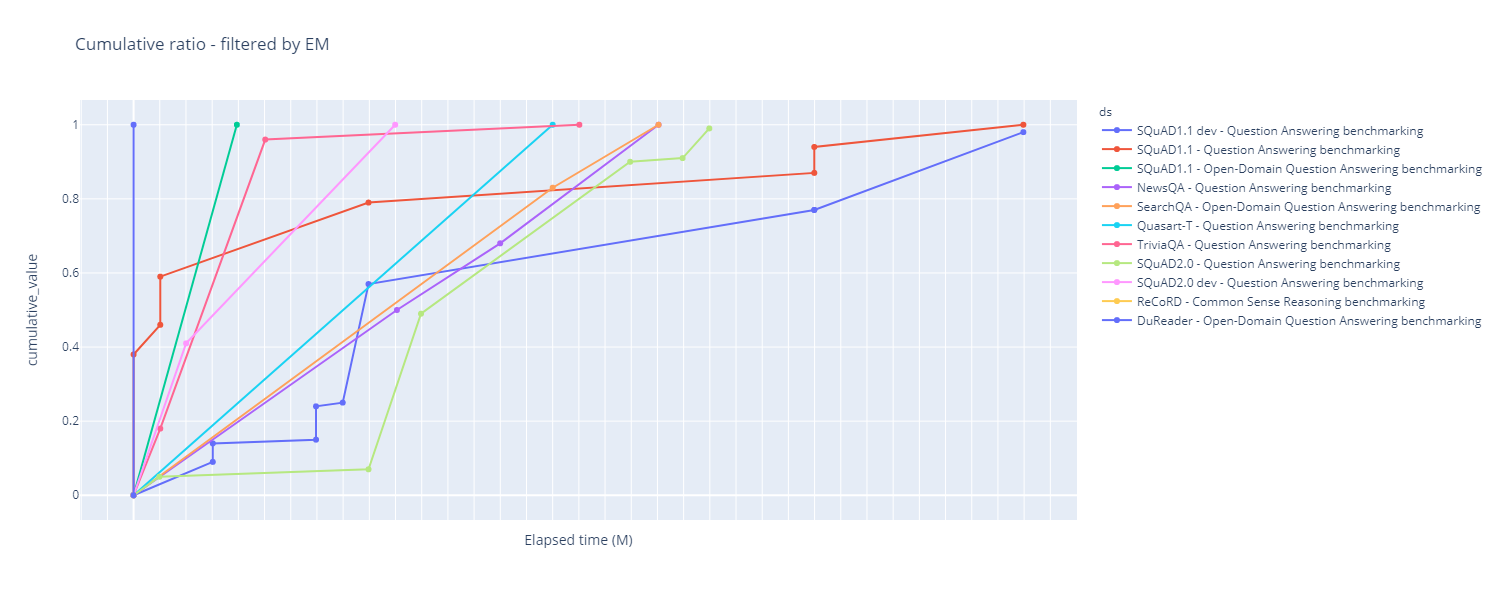 Cumulative ratio - filtered by EM
cumulative_value
1
0.8
0.6
0.4
0.2
0
Elapsed time (M)
ds
SQuAD1.1 dev - Question Answering benchmarking
SQuAD1.1 - Question Answering benchmarking
SQuAD1.1 - Open-Domain Question Answering benchmarking
NewsQA - Question Answering benchmarking
SearchQA - Open-Domain Question Answering benchmarking
Quasart-T - Question Answering benchmarking
TriviaQA - Question Answering benchmarking
SQuAD2.0 - Question Answering benchmarking
SQuAD2.0 dev - Question Answering benchmarking
ReCoRD - Common Sense Reasoning benchmarking
DuReader - Open-Domain Question Answering benchmarking